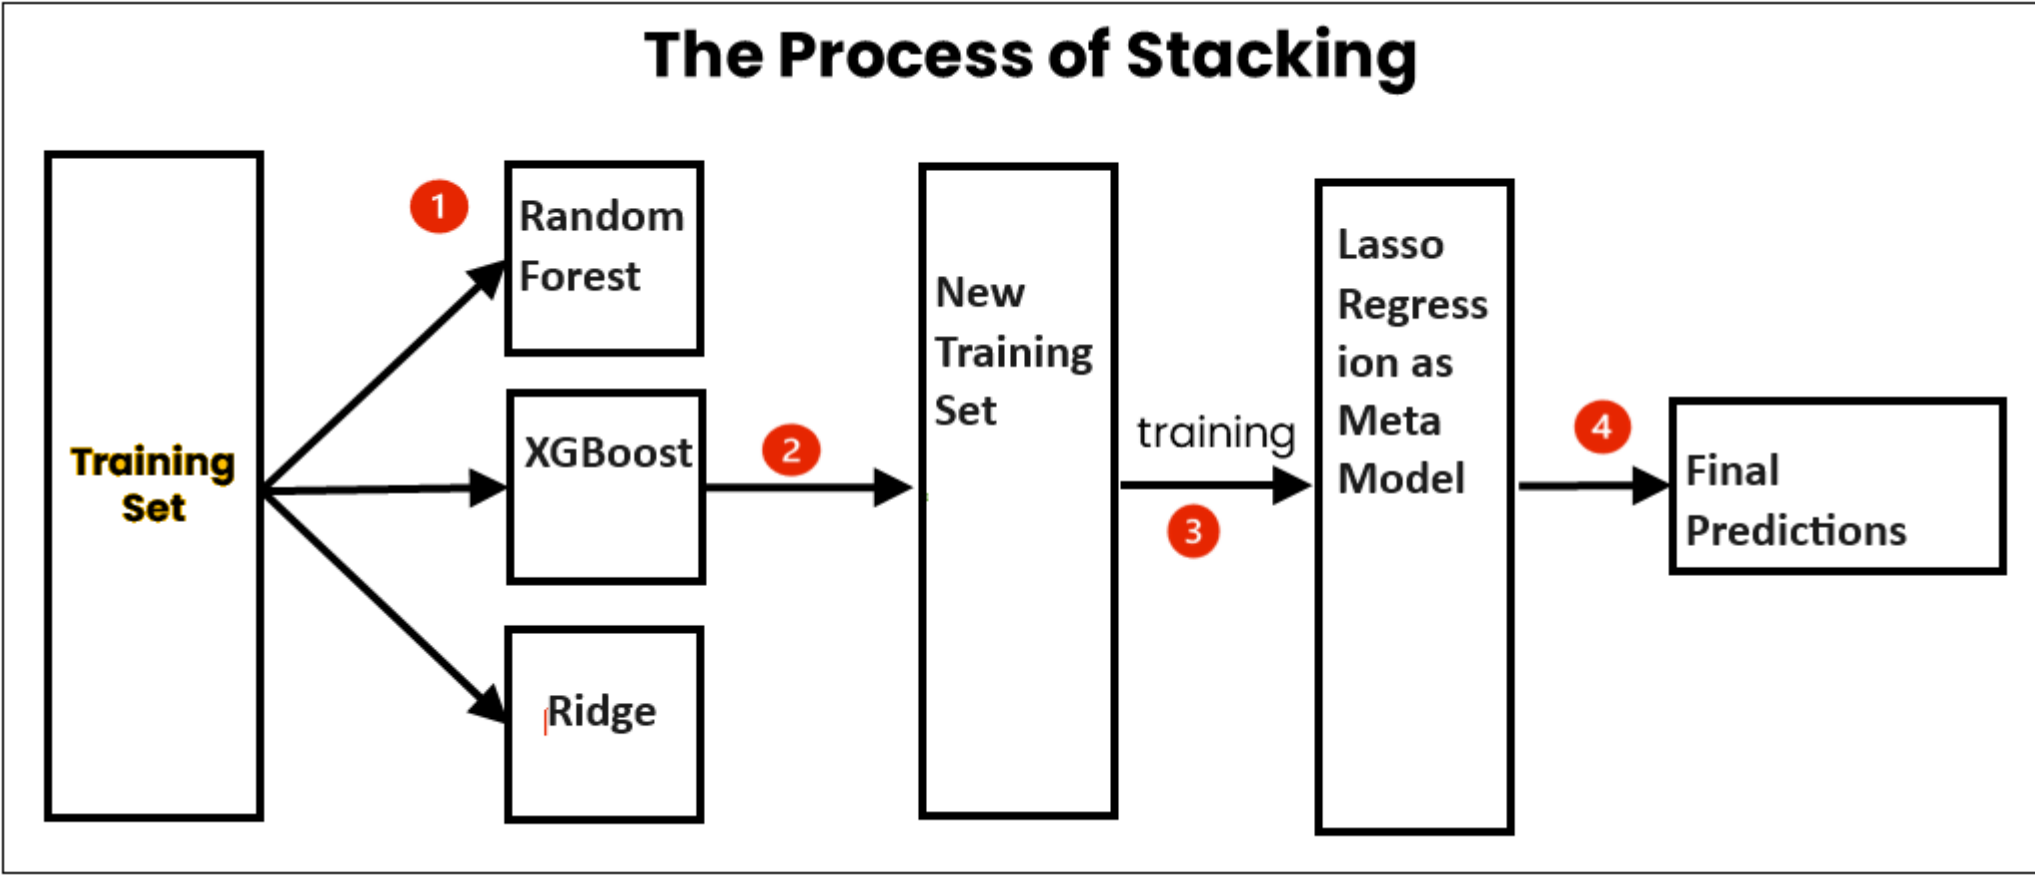 The Process of Stacking
Training
Set
1
Random
Forest
XGBoost
Ridge
2
New
Training
Set
training
3
Lasso
Regress
ion as
Meta
Model
4
Final
Predictions